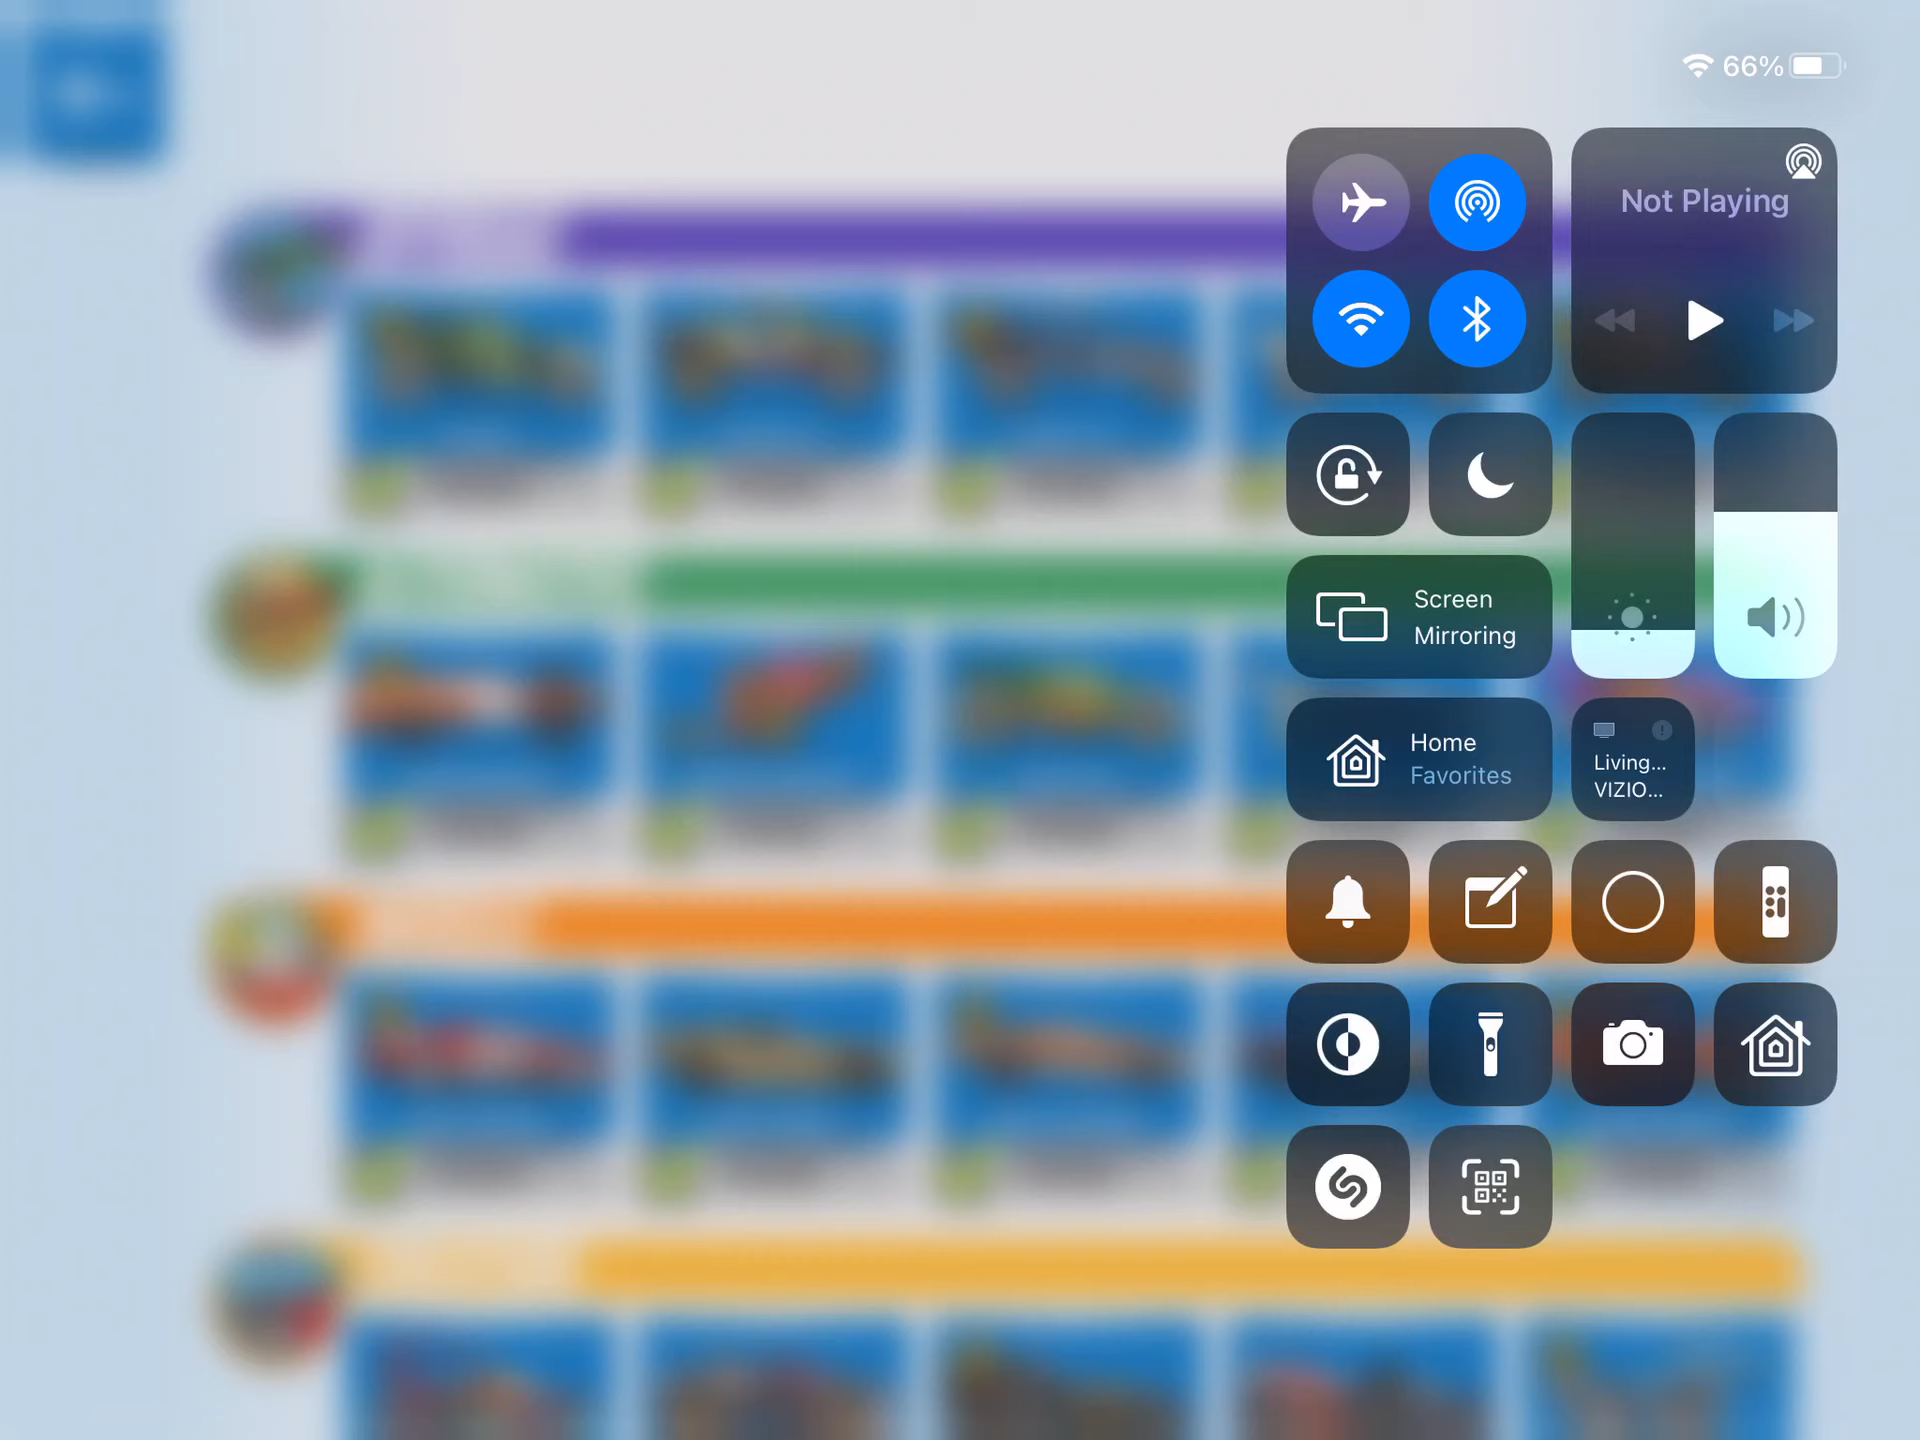 66%
Not Playing
Screen
Mirroring
Home
Favorites
Living...
VIZIO...